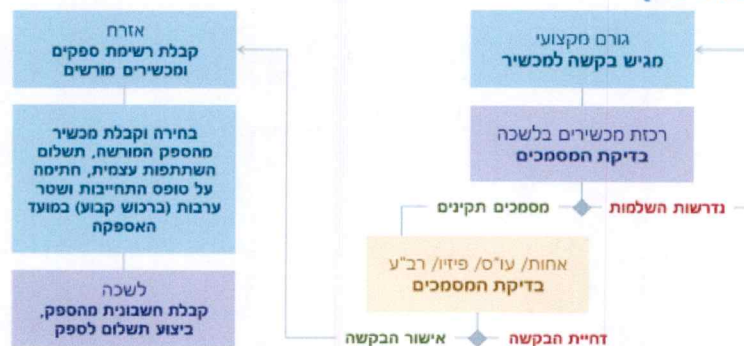 גורם מקצועי
מגיש בקשה למכשיר
רכזת מכשירים בלשכה
בדיקת המסמכים
נדרשות השלמות
מסמכים תקינים
אחות/ עו"ס/ פיזיו/ רב"ע
בדיקת המסמכים
דחיית הבקשה
אישור הבקשה
אזרח
קבלת רשימת ספקים
ומכשירים מורשים
בחירה וקבלת מכשיר
מהספק המורשה, תשלום
השתתפות עצמית, חתימה
על טופס התחייבות ושטר
ערבות (ברכוש קבוע) במועד
האספקה
לשכה
קבלת חשבונית מהספק,
ביצוע תשלום לספק